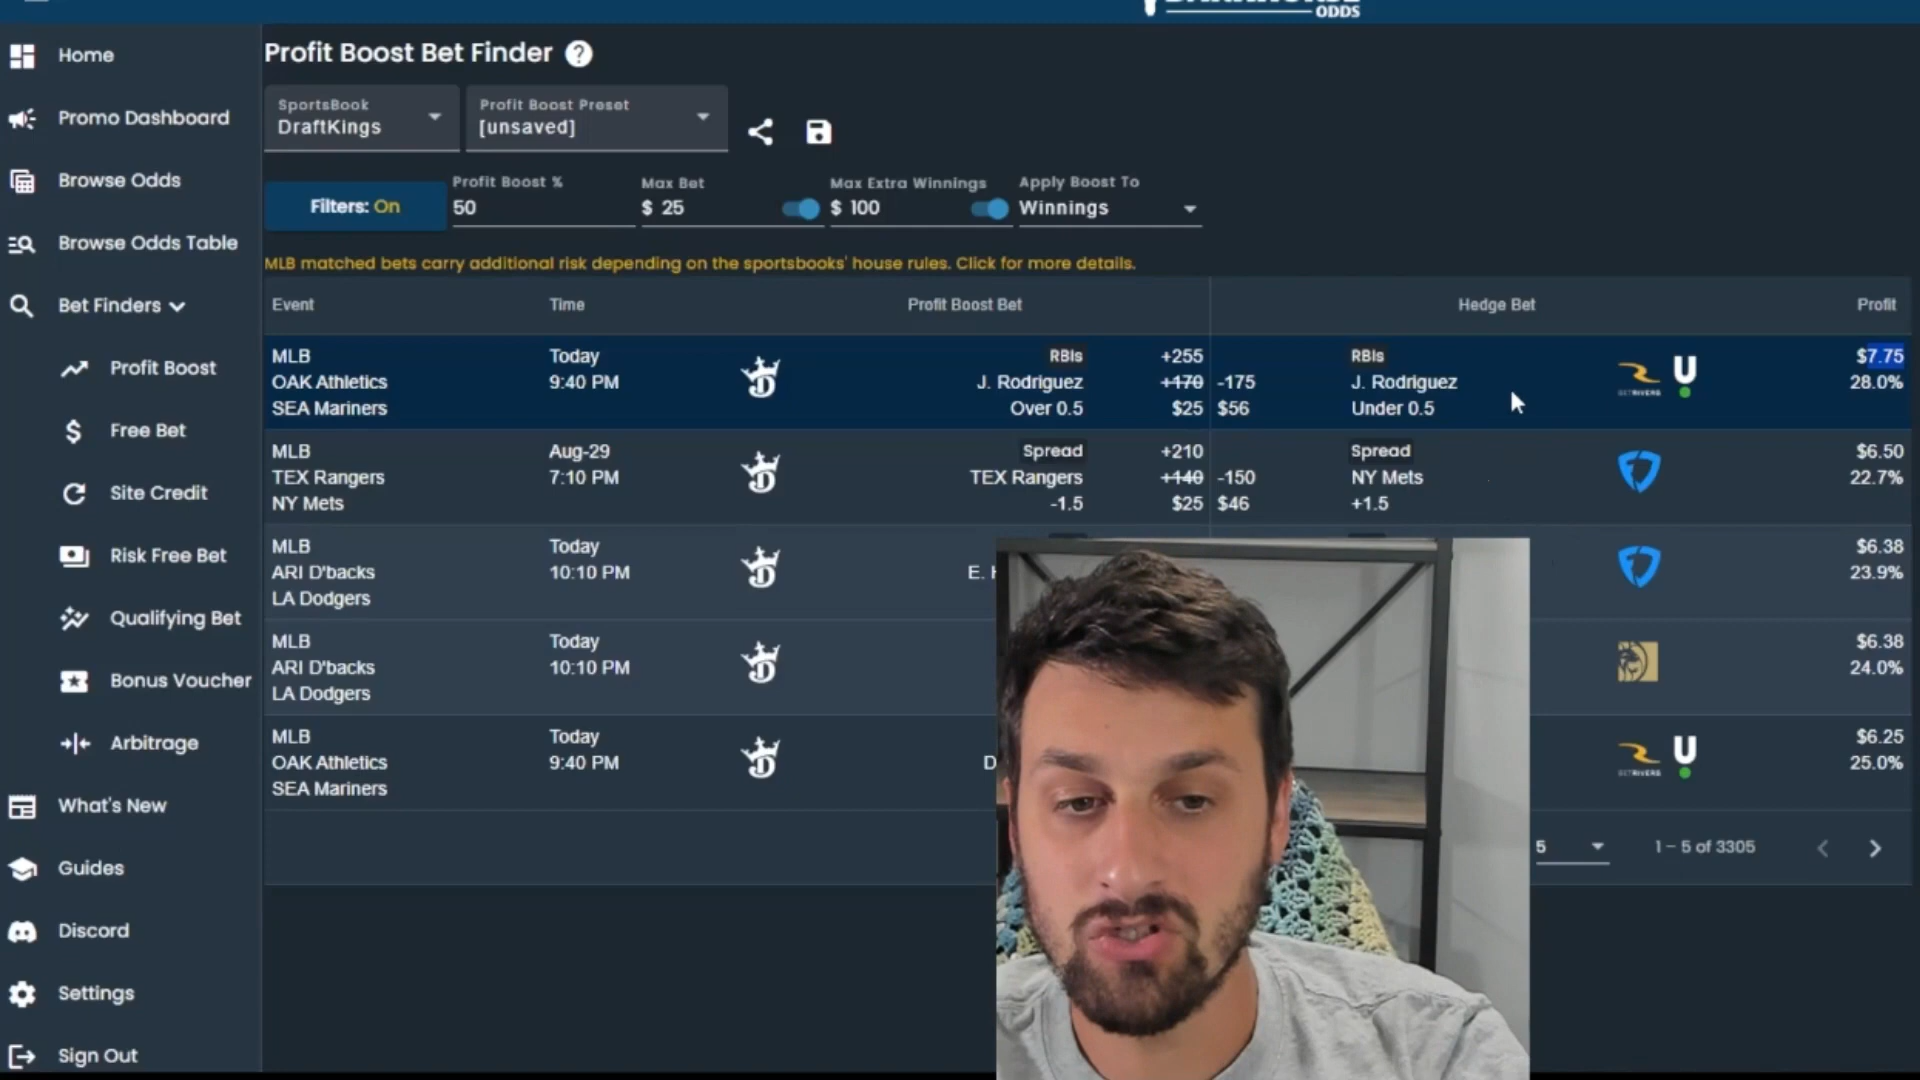 ODDS
Home
Promo Dashboard
Browse Odds
Browse Odds Table
Bet Finders
Profit Boost
Free Bet
Site Credit
Risk Free Bet
Qualifying Bet
Bonus Voucher
Arbitrage
What's New
Guides
Discord
Settings
Sign Out
Profit Boost Bet Finder ?
SportsBook
DraftKings
Profit Boost Preset
[unsaved]
Filters: On
Profit Boost %
50
Max Bet
$ 25
Max Extra Winnings
$ 100
Apply Boost To
Winnings
MLB matched bets carry additional risk depending on the sportsbooks' house rules. Click for more details.
Event Time Profit Boost Bet Hedge Bet Profit
MLB Today RBIs +255 RBIs $7.75
OAK Athletics 9:40 PM J. Rodriguez +170 -175 J. Rodriguez 28.0%
SEA Mariners Over 0.5 $25 $56 Under 0.5
BETRIVERS U
MLB Aug-29 Spread +210 Spread $6.50
TEX Rangers 7:10 PM TEX Rangers +140 -150 NY Mets 22.7%
NY Mets -1.5 $25 $46 +1.5
MLB Today $6.38
ARI D'backs 10:10 PM E. 23.9%
LA Dodgers
MLB Today $6.38
ARI D'backs 10:10 PM 24.0%
LA Dodgers
MLB Today $6.25
OAK Athletics 9:40 PM D 25.0%
SEA Mariners
BETRIVERS U
5 1 – 5 of 3305